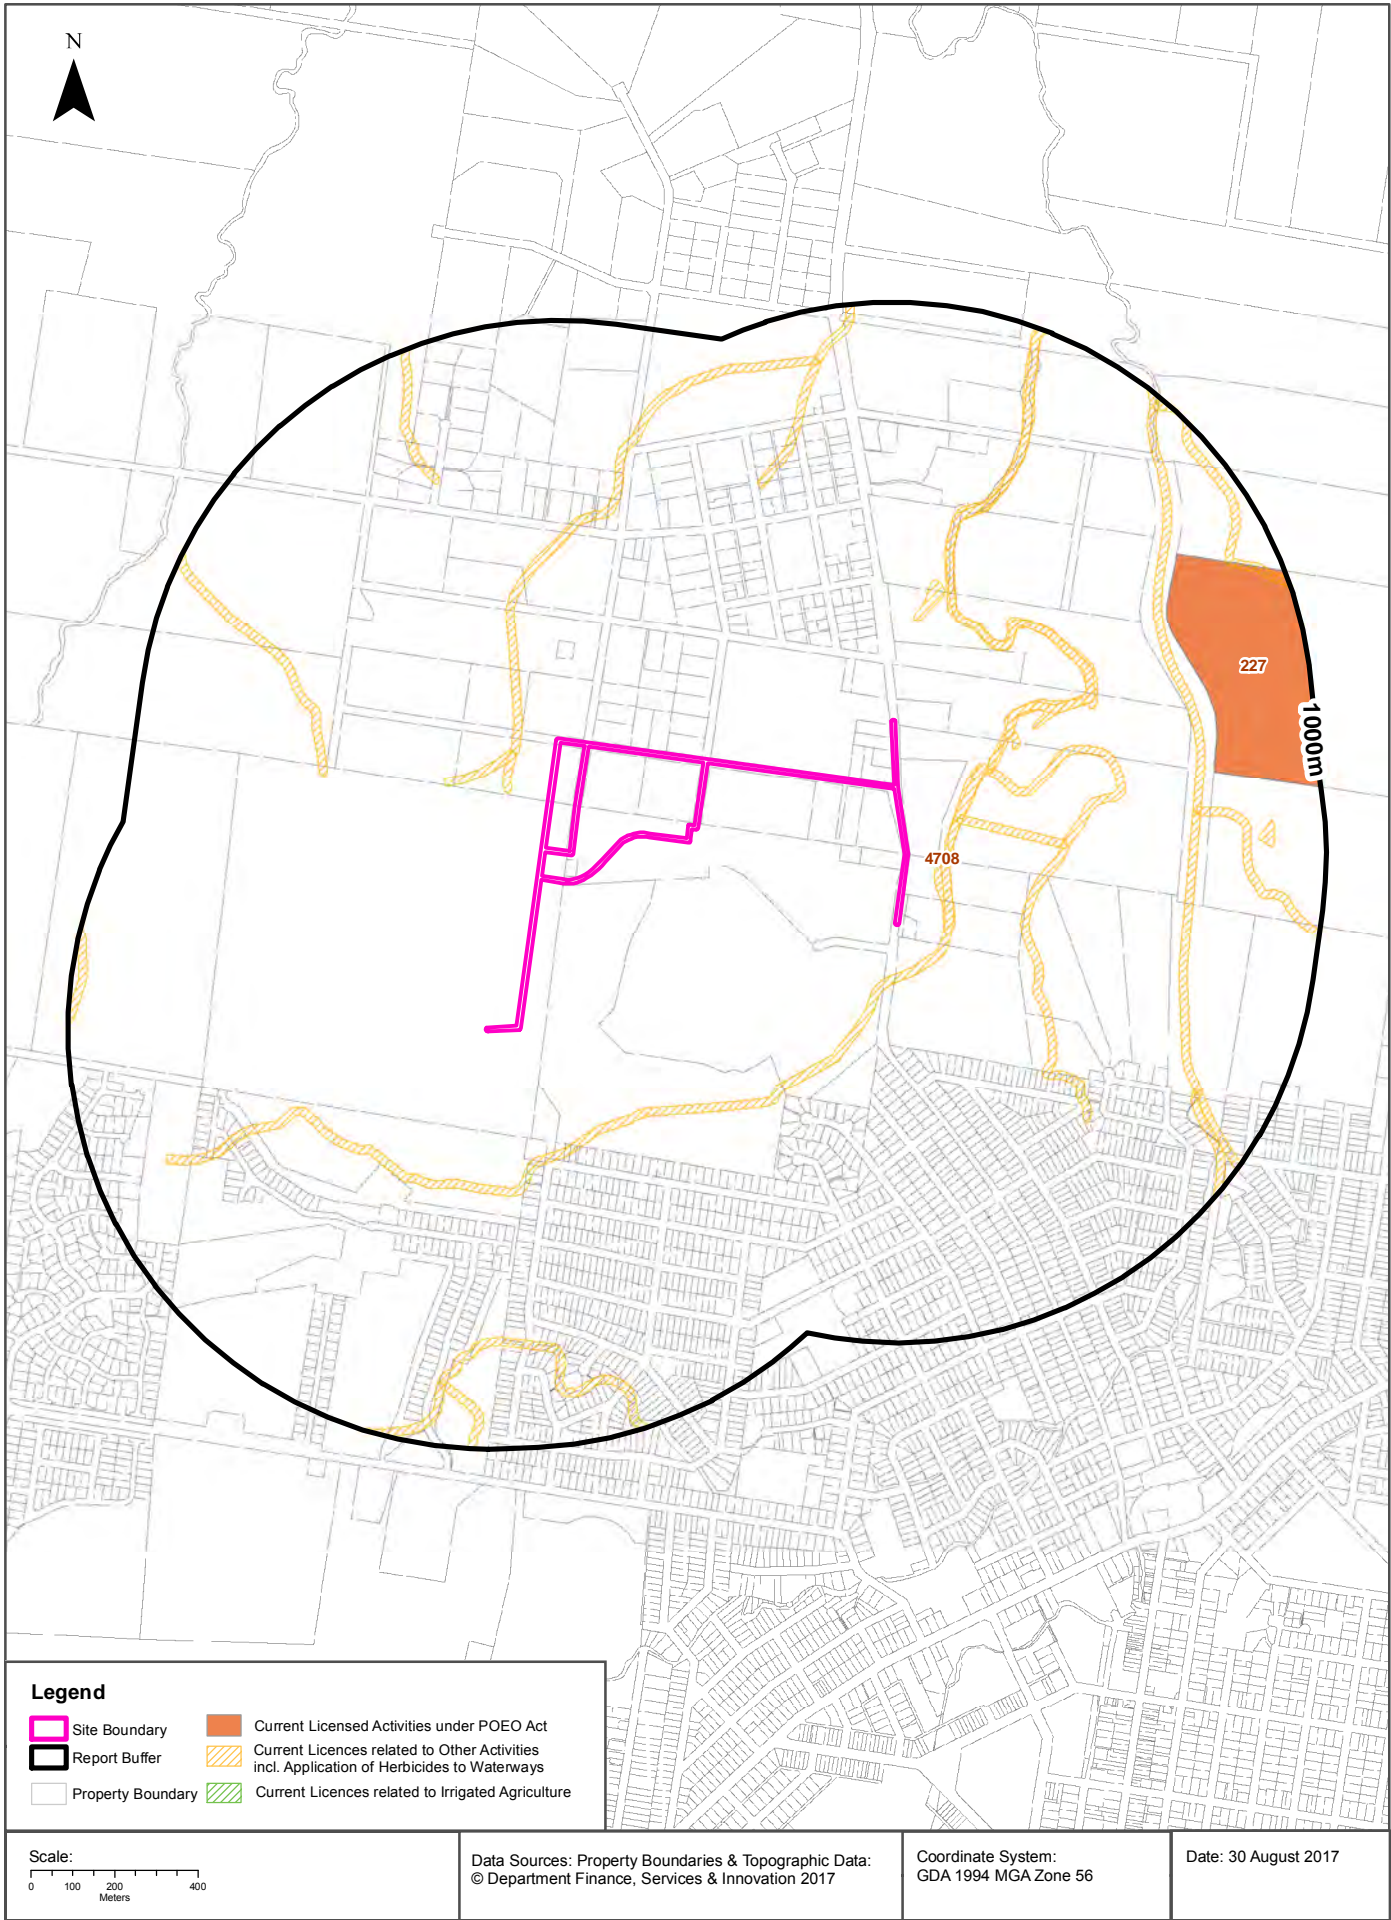 N
227
1000m
4708
Legend
Site Boundary
Report Buffer
Property Boundary
Current Licensed Activities under POEO Act
Current Licences related to Other Activities
incl. Application of Herbicides to Waterways
Current Licences related to Irrigated Agriculture
Scale:
0 100 200 400
Meters
Data Sources: Property Boundaries & Topographic Data:
© Department Finance, Services & Innovation 2017
Coordinate System:
GDA 1994 MGA Zone 56
Date: 30 August 2017